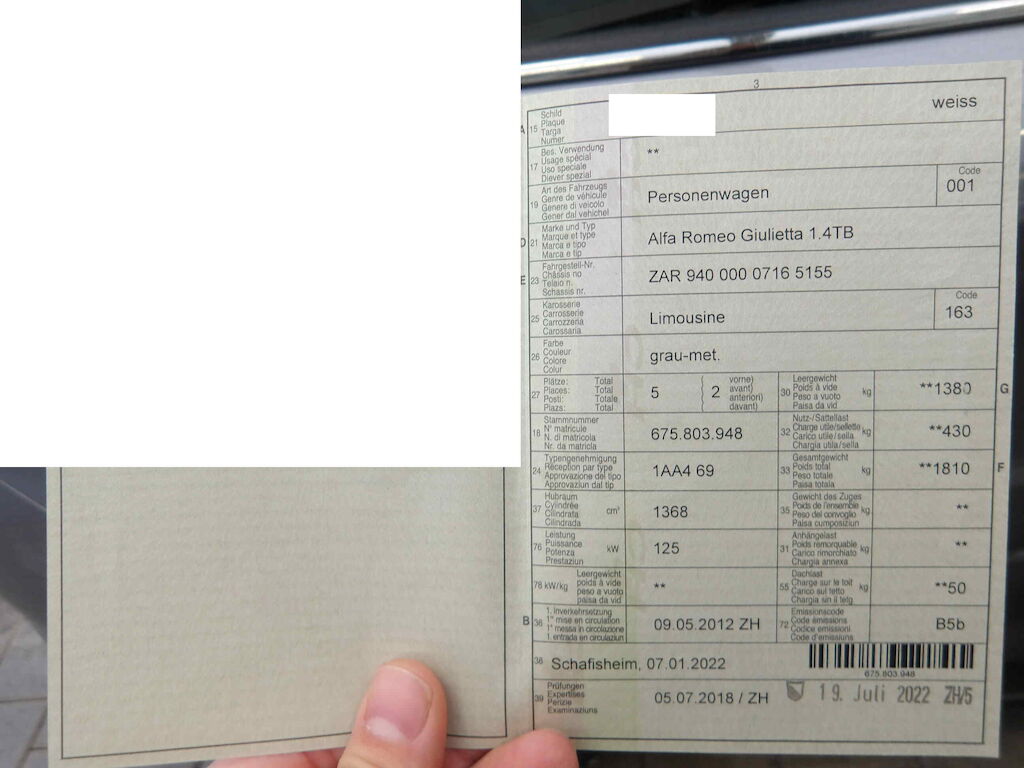 3
A 15 Schild
Plaque
Targa
Numer
weiss
17 Bes. Verwendung
Usage spécial
Uso speciale
Diever spezial
**
19 Art des Fahrzeugs
Genre de véhicule
Genere di veicolo
Gener dal vehichel
Personenwagen
Code
001
D 21 Marke und Typ
Marque et type
Marca e tipo
Marca e tip
Alfa Romeo Giulietta 1.4TB
E 23 Fahrgestell-Nr.
Châssis no
Telaio n.
Schassis nr.
ZAR 940 000 0716 5155
25 Karosserie
Carrosserie
Carrozzeria
Carossaria
Limousine
Code
163
26 Farbe
Couleur
Colore
Colur
grau-met.
27 Plätze: Total
Places: Total
Posti: Totale
Plazs: Total
5
2
vorne)
avant)
anteriori)
davant)
30 Leergewicht
Poids à vide
Peso a vuoto
Paisa da vid
kg
**1380
G
18 Stammnummer
N° matricule
N. di matricola
Nr. da matricla
675.803.948
32 Nutz-/Sattellast
Charge utile/sellette
Carico utile/sella
Chargia utila/sella
kg
**430
24 Typengenehmigung
Réception par type
Approvazione del tipo
Approvaziun dal tip
1AA4 69
33 Gesamtgewicht
Poids total
Peso totale
Paisa totala
kg
**1810
F
37 Hubraum
Cylindrée
Cilindrata
Cilindrada
cm³
1368
35 Gewicht des Zuges
Poids de l'ensemble
Peso del convoglio
Paisa cumposiziun
kg
**
76 Leistung
Puissance
Potenza
Prestaziun
kW
125
31 Anhängelast
Poids remorquable
Carico rimorchiato
Chargia annexa
kg
**
78 kW/kg
Leergewicht
poids à vide
peso a vuoto
paisa da vid
**
55 Dachlast
Charge sur le toit
Carico sul tetto
Chargia sin il tetg
kg
**50
B 36 1. Inverkehrsetzung
1re mise en circulation
1a messa in circolazione
1. entrada en circulaziun
09.05.2012 ZH
72 Emissionscode
Code émissions
Codice emissioni
Code d'emissiuns
B5b
38 Schafisheim, 07.01.2022
675.803.948
39 Prüfungen
Expertises
Perizie
Examinaziuns
05.07.2018 / ZH
19. Juli 2022 ZH/5